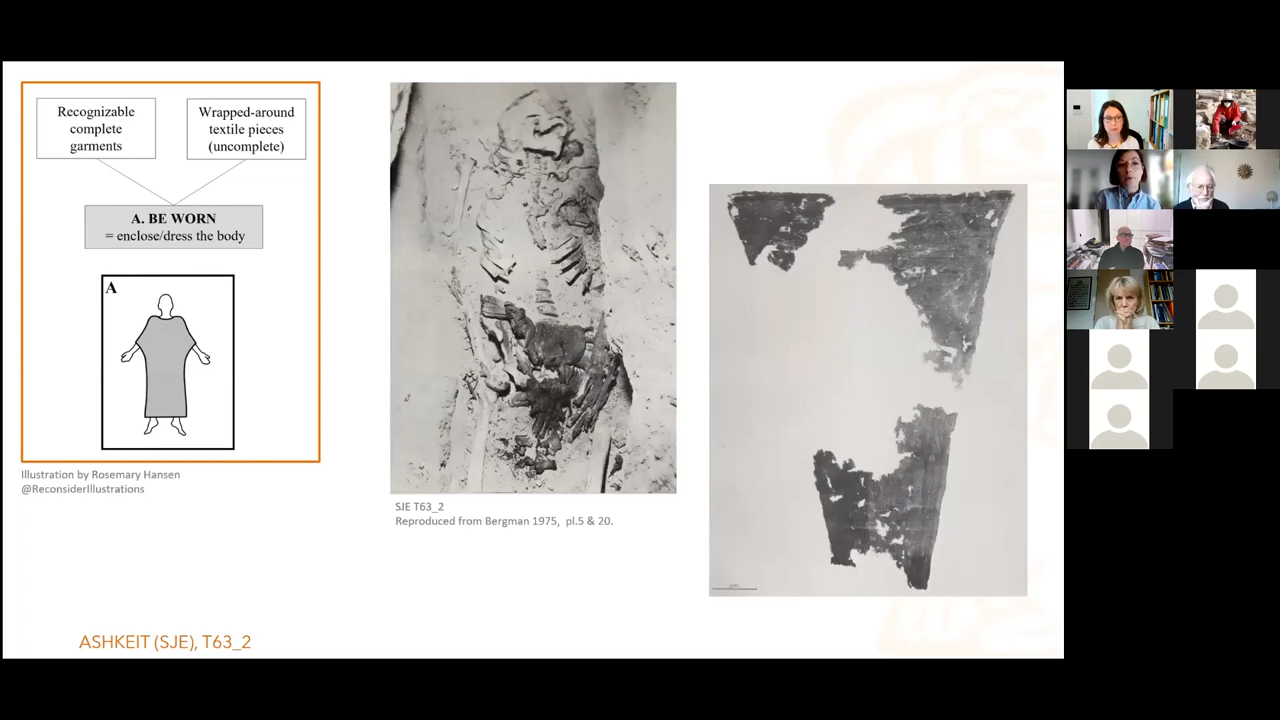 Recognizable
complete
garments
Wrapped-around
textile pieces
(uncomplete)
A. BE WORN
= enclose/dress the body
A
Illustration by Rosemary Hansen
@ReconsiderIllustrations
SJE T63_2
Reproduced from Bergman 1975, pl.5 & 20.
ASHKEIT (SJE), T63_2